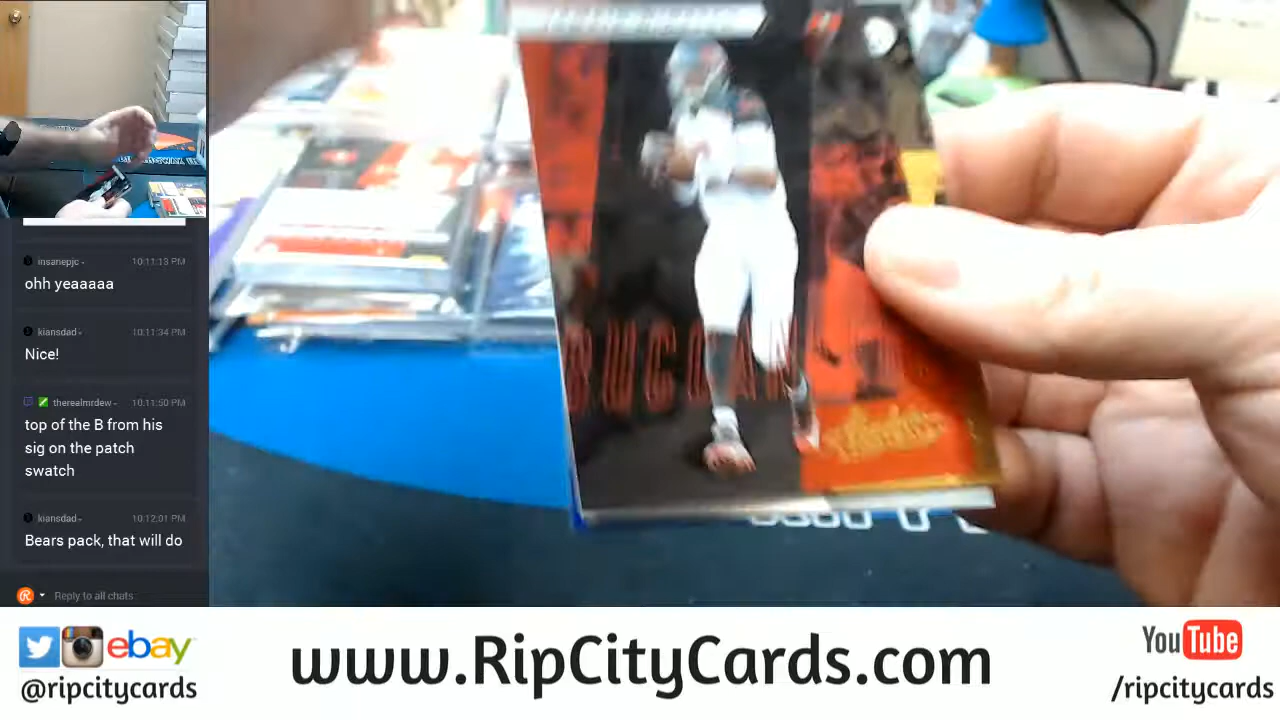 insanepjc
10:11:13 PM
ohh yeaaaaa
kiansdad
10:11:34 PM
Nice!
therealmrdew
10:11:50 PM
top of the B from his
sig on the patch
swatch
kiansdad
10:12:01 PM
Bears pack, that will do
Reply to all chats
ebay
@ripcitycards
www.RipCityCards.com
YouTube
/ripcitycards